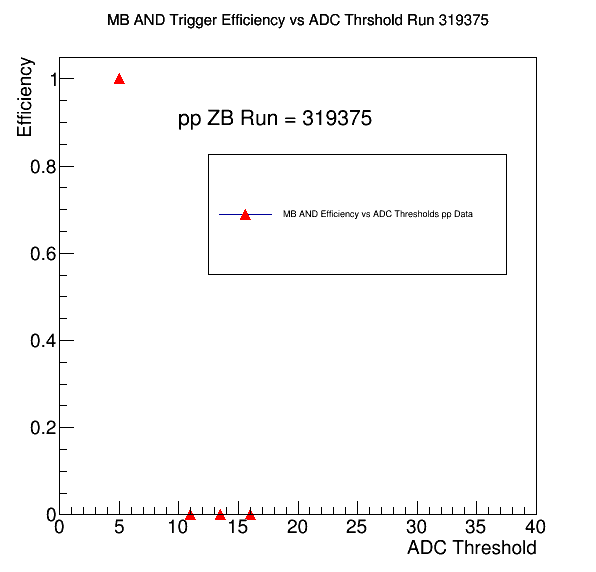 MB AND Trigger Efficiency vs ADC Thrshold Run 319375
Efficiency
1
0.8
0.6
0.4
0.2
0
pp ZB Run = 319375
MB AND Efficiency vs ADC Thresholds pp Data
0 5 10 15 20 25 30 35 40
ADC Threshold